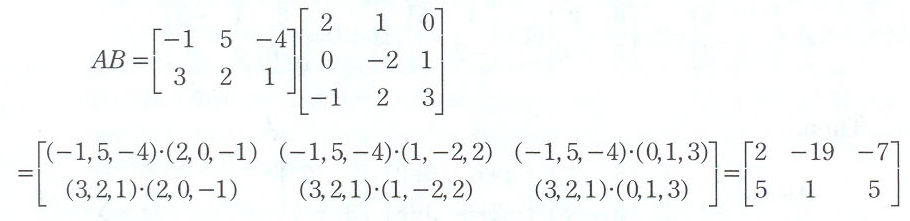 AB = [−1 5 −4; 3 2 1] [2 1 0; 0 −2 1; −1 2 3]
= [(−1, 5, −4)·(2, 0, −1) (−1, 5, −4)·(1, −2, 2) (−1, 5, −4)·(0, 1, 3); (3, 2, 1)·(2, 0, −1) (3, 2, 1)·(1, −2, 2) (3, 2, 1)·(0, 1, 3)] = [2 −19 −7; 5 1 5]